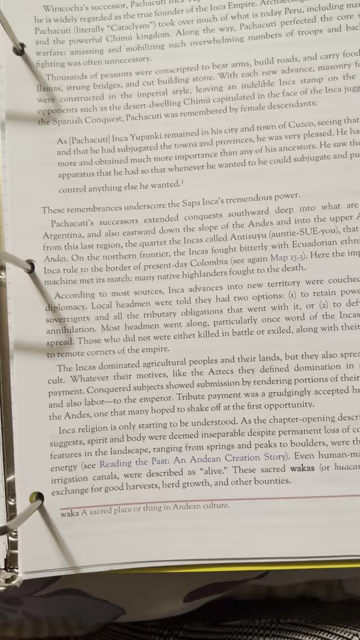 Wiracocha's successor, Pachacuti Inca
he is widely regarded as the true founder of the Inca Empire.
Pachacuti (literally "Cataclysm") took over much of what is today Peru, including
and the powerful Chimú kingdom. Along the way, Pachacuti perfected the core
warfare: amassing and mobilizing such overwhelming numbers of troops and
fighting was often unnecessary.
Thousands of peasants were conscripted to bear arms, build roads, and carry food
llamas, strung bridges, and cut building stone. With each new advance, masonry
were constructed in the imperial style, leaving an indelible Inca stamp on the
opponents such as the desert-dwelling Chimú capitulated in the face of the Inca
the Spanish Conquest, Pachacuti was remembered by female descendants:
As [Pachacuti] Inca Yupanki remained in his city and town of Cuzco, seeing that
and that he had subjugated the towns and provinces, he was very pleased. He
more and obtained much more importance than any of his ancestors. He saw the
apparatus that he had so that whenever he wanted to he could subjugate and
control anything else he wanted.
These remembrances underscore the Sapa Inca's tremendous power.
Pachacuti's successors extended conquests southward deep into what are
Argentina, and also eastward down the slope of the Andes and into the upper
from this last region, the quarter the Incas called Antisuyu (auntie-SUE-you), that
Andes. On the northern frontier, the Incas fought bitterly with Ecuadorian
Inca rule to the border of present-day Colombia (see again Map 15.3). Here the
machine met its match: many native highlanders fought to the death.
According to most sources, Inca advances into new territory were couched
diplomacy. Local headmen were told they had two options: (1) to retain
sovereignty and all the tributary obligations that went with it, or (2) to
annihilation. Most headmen went along, particularly once word of the Incas
spread. Those who did not were either killed in battle or exiled, along with their
to remote corners of the empire.
The Incas dominated agricultural peoples and their lands, but they also
cult. Whatever their motives, like the Aztecs they defined domination in
payment. Conquered subjects showed submission by rendering portions of their
and also labor—to the emperor. Tribute payment was a grudgingly accepted
the Andes, one that many hoped to shake off at the first opportunity.
Inca religion is only starting to be understood. As the chapter-opening
suggests, spirit and body were deemed inseparable despite permanent loss of
features in the landscape, ranging from springs and peaks to boulders, were
energy (see Reading the Past: An Andean Creation Story). Even
irrigation canals, were described as "alive." These sacred wakas (or
exchange for good harvests, herd growth, and other bounties.
waka A sacred place or thing in Andean culture.